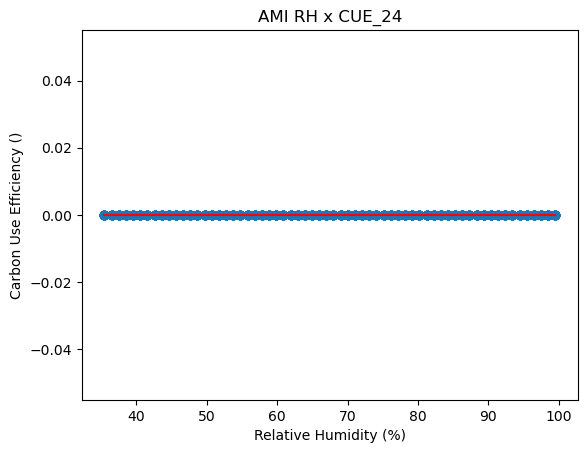 AMI RH x CUE_24
Carbon Use Efficiency ()
0.04
0.02
0.00
−0.02
−0.04
40 50 60 70 80 90 100
Relative Humidity (%)